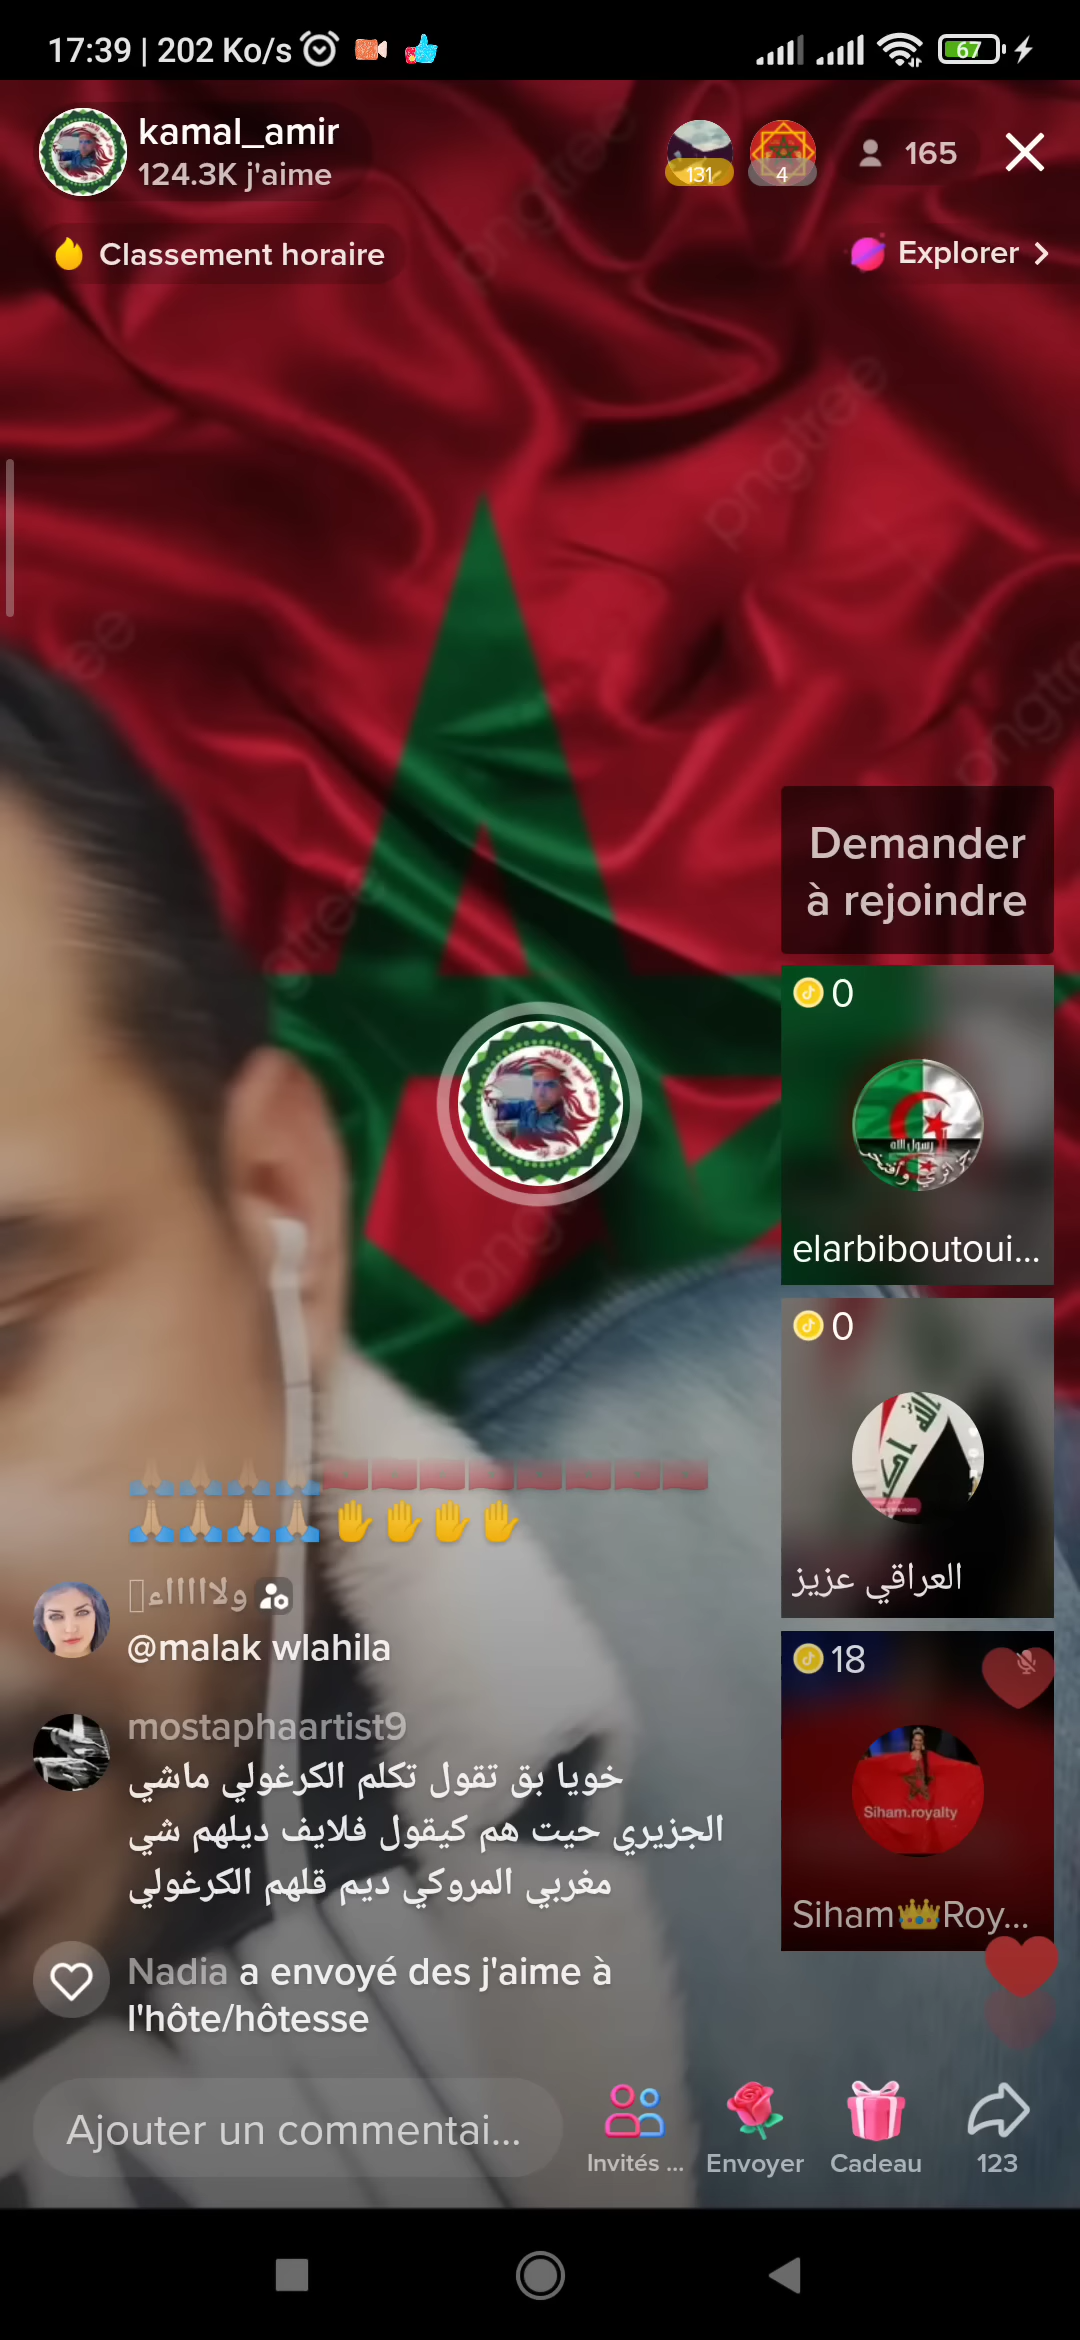 17:39 | 202 Ko/s
67
kamal_amir
124.3K j'aime
131
4
165
Classement horaire
Explorer
pngtree
pngtree
Demander
à rejoindre
0
elarbiboutoui...
0
العراقي عزيز
18
Siham.royalty
Siham👑Roy...
🙏🏽🙏🏽🙏🏽🙏🏽🇲🇦🇲🇦🇲🇦🇲🇦🇲🇦🇲🇦🇲🇦🇲🇦
🙏🏽🙏🏽🙏🏽🙏🏽✋✋✋✋
ولاااااء
@malak wlahila
mostaphaartist9
خويا بق تقول تكلم الكرغولي ماشي
الجزيري حيت هم كيقول فلايف ديلهم شي
مغربي المروكي ديم قلهم الكرغولي
Nadia a envoyé des j'aime à
l'hôte/hôtesse
Ajouter un commentai...
Invités ...
Envoyer
Cadeau
123